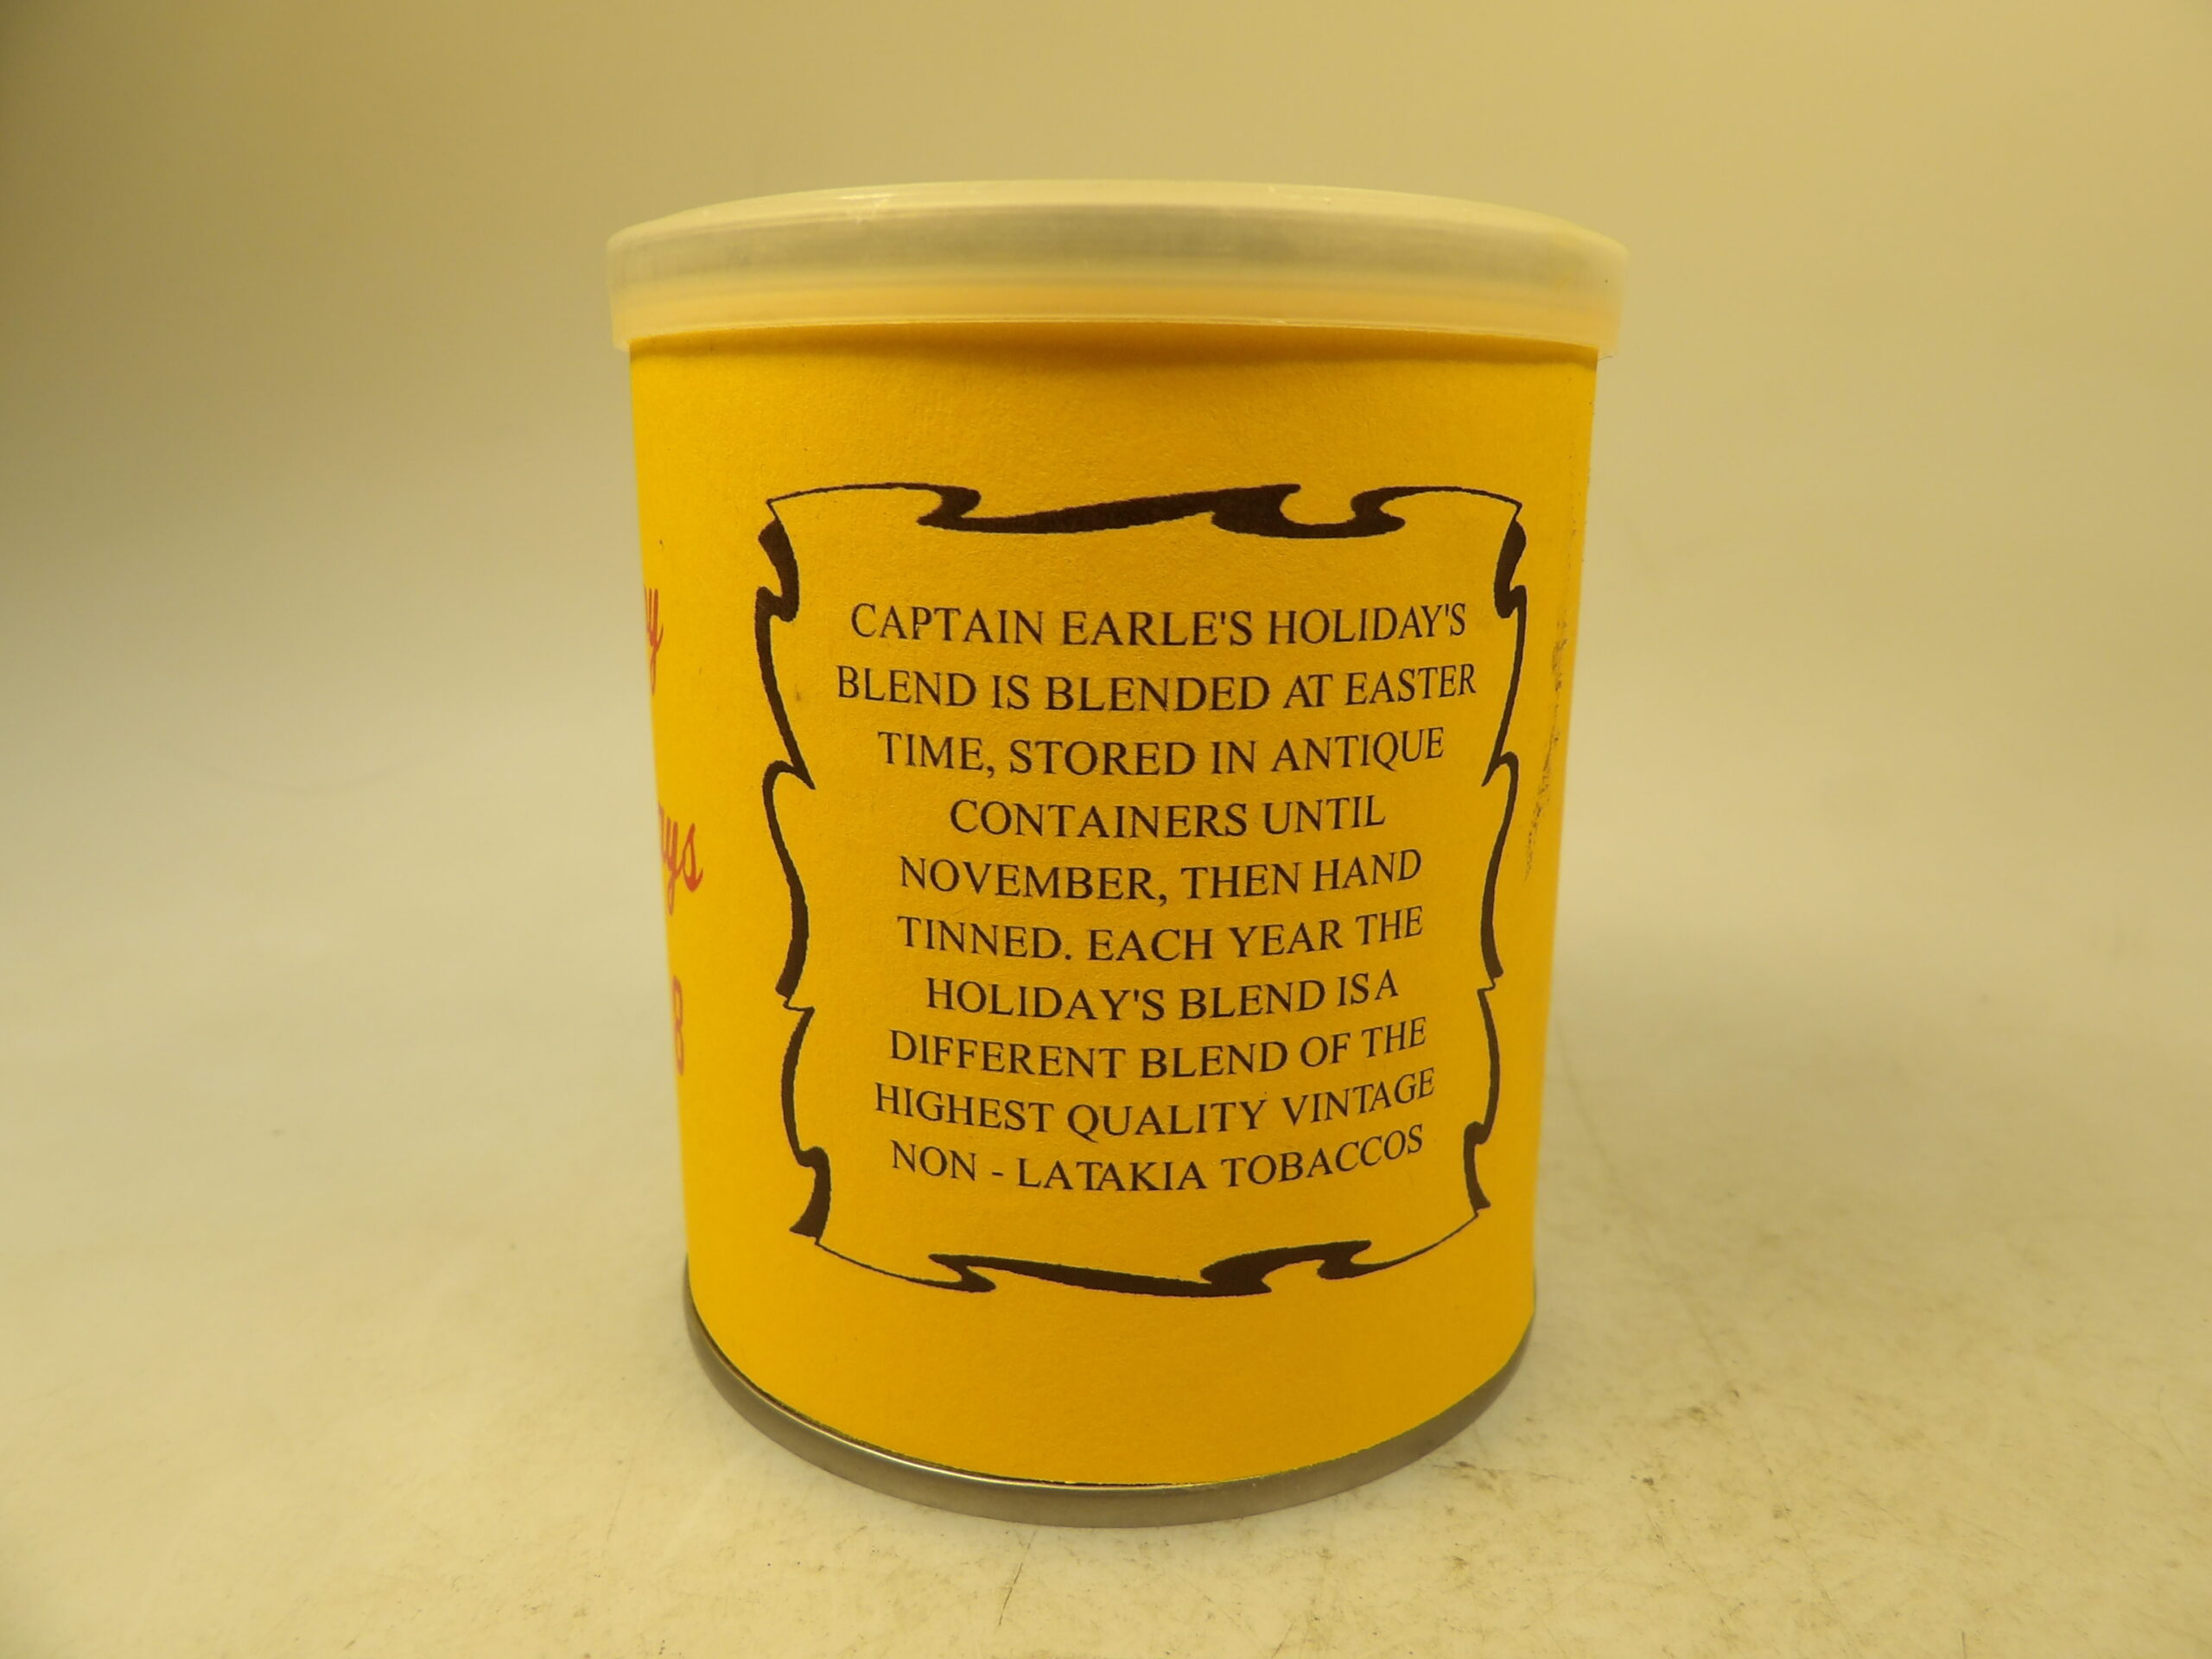 CAPTAIN EARLE'S HOLIDAY'S
BLEND IS BLENDED AT EASTER
TIME, STORED IN ANTIQUE
CONTAINERS UNTIL
NOVEMBER, THEN HAND
TINNED. EACH YEAR THE
HOLIDAY'S BLEND IS A
DIFFERENT BLEND OF THE
HIGHEST QUALITY VINTAGE
NON - LATAKIA TOBACCOS